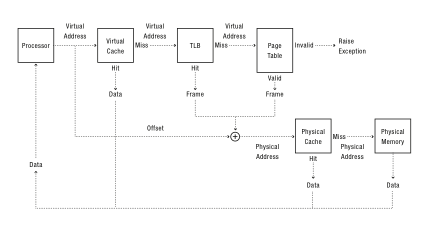 Virtual
Address
Virtual
Address
Virtual
Address
Processor
Virtual
Cache
Miss
TLB
Miss
Page
Table
Invalid
Raise
Exception
Hit
Hit
Valid
Data
Frame
Frame
Offset
Physical
Address
Physical
Cache
Miss
Physical
Address
Physical
Memory
Hit
Data
Data
Data